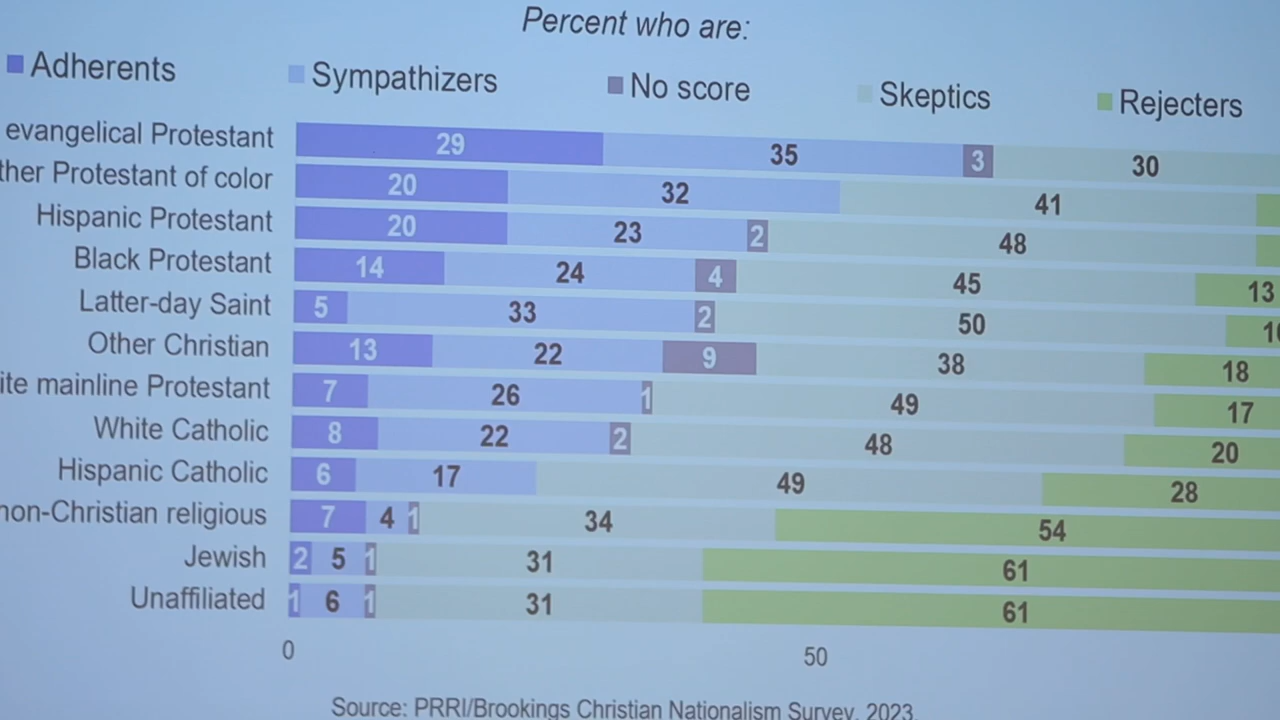 Percent who are:
Adherents Sympathizers No score Skeptics Rejecters
evangelical Protestant 29 35 3 30
Protestant of color 20 32 41
Hispanic Protestant 20 23 2 48
Black Protestant 14 24 4 45 13
Latter-day Saint 5 33 2 50
Other Christian 13 22 9 38 18
mainline Protestant 7 26 1 49 17
White Catholic 8 22 2 48 20
Hispanic Catholic 6 17 49 28
non-Christian religious 7 4 1 34 54
Jewish 2 5 1 31 61
Unaffiliated 1 6 1 31 61
0 50
Source: PRRI/Brookings Christian Nationalism Survey, 2023.